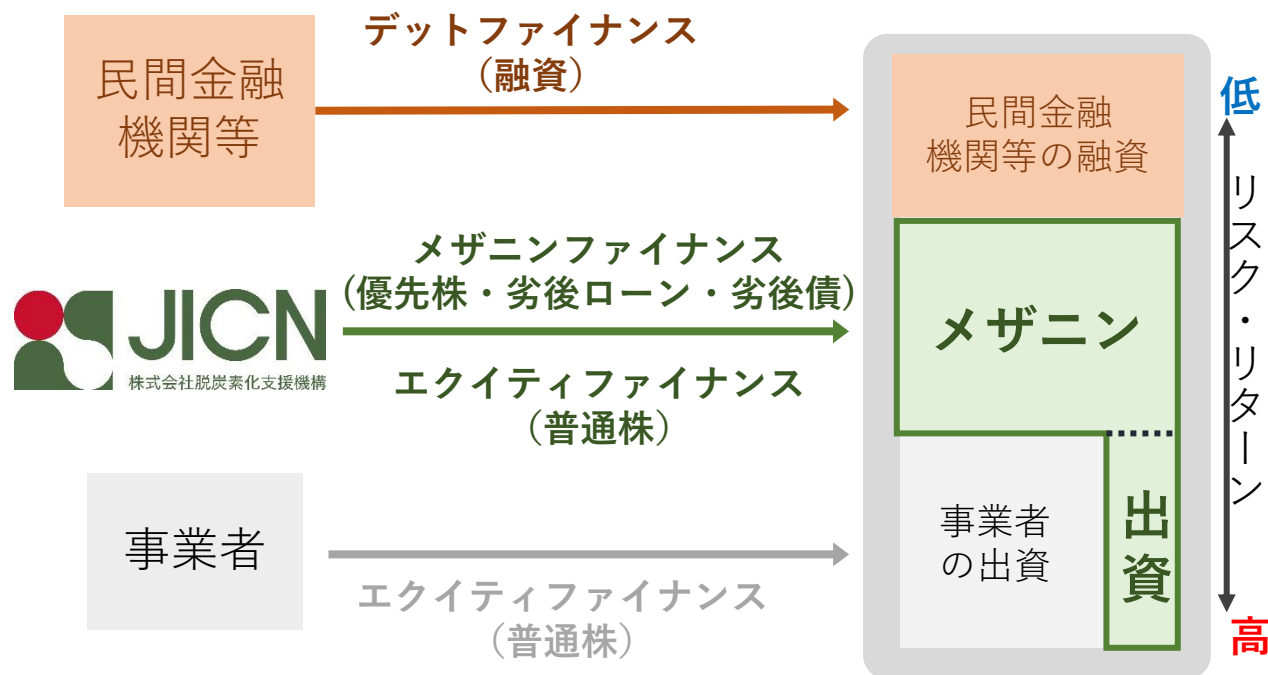 民間金融
機関等
デットファイナンス
（融資）
民間金融
機関等の融資
低
リスク・リターン
高
JICN
株式会社脱炭素化支援機構
メザニンファイナンス
(優先株・劣後ローン・劣後債)
エクイティファイナンス
（普通株）
メザニン
事業者
エクイティファイナンス
（普通株）
事業者
の出資
出資